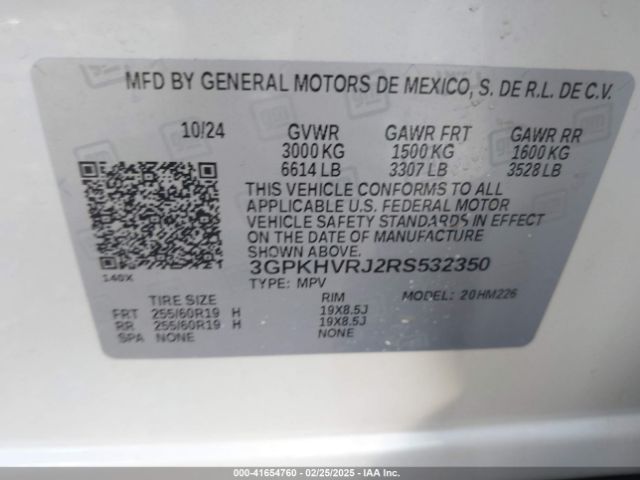 MFD BY GENERAL MOTORS DE MEXICO, S. DE R.L. DE C.V.
10/24 GVWR GAWR FRT GAWR RR
3000 KG 1500 KG 1600 KG
6614 LB 3307 LB 3528 LB
THIS VEHICLE CONFORMS TO ALL
APPLICABLE U.S. FEDERAL MOTOR
VEHICLE SAFETY STANDARDS IN EFFECT
ON THE DATE OF MANUFACTURE SHOWN
ABOVE.
3GPKHVRJ2RS532350
140X
TYPE: MPV MODEL: 20HM226
TIRE SIZE RIM
FRT 255/60R19 H 19X8.5J
RR 255/60R19 H 19X8.5J
SPA NONE NONE
000-41654760 02/25/2025 IAA Inc.